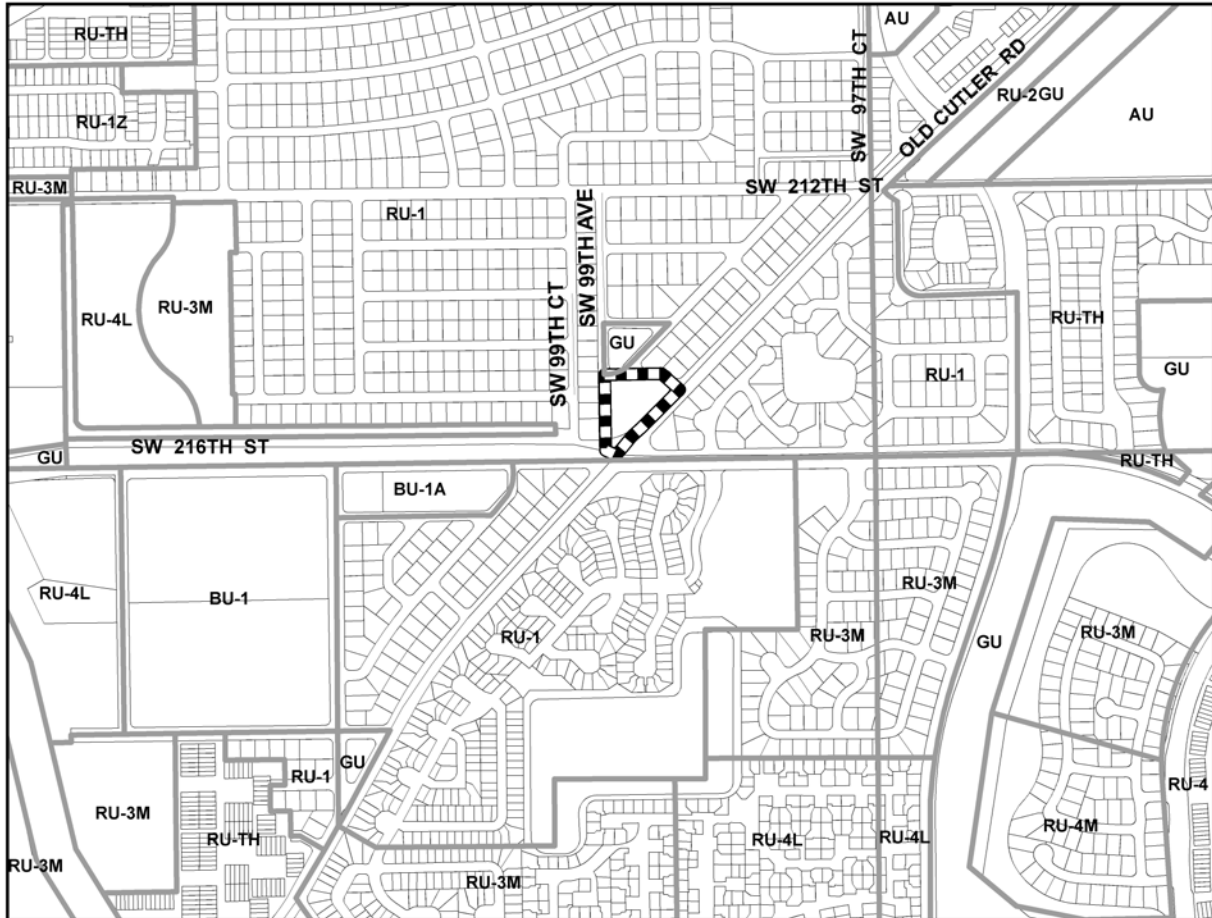 RU-TH
AU
SW 97TH CT
OLD CUTLER RD
RU-2GU
AU
RU-1Z
RU-3M
SW 212TH ST
RU-1
SW 99TH AVE
RU-4L
RU-3M
SW 99TH CT
GU
RU-TH
RU-1
GU
SW 216TH ST
GU
RU-TH
BU-1A
RU-4L
BU-1
RU-3M
RU-1
RU-3M
GU
RU-3M
RU-1
GU
RU-4
RU-3M
RU-TH
RU-4L
RU-4L
RU-4M
RU-3M
RU-3M